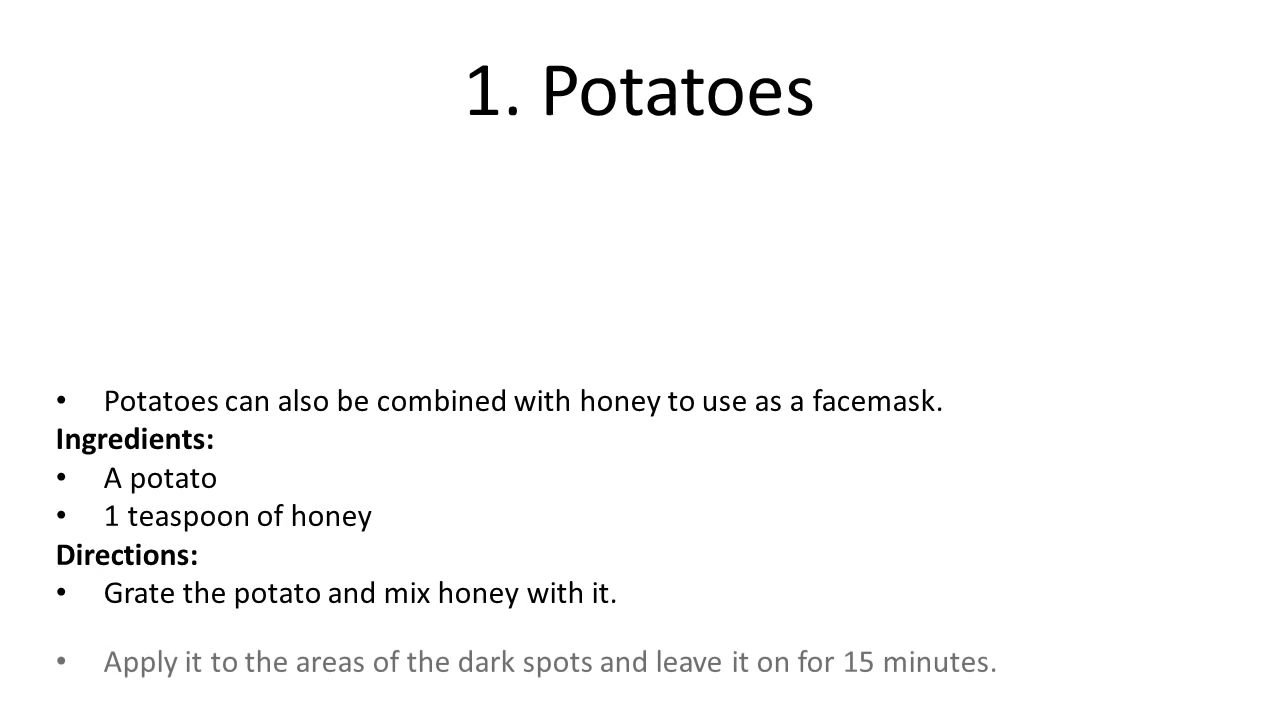 1. Potatoes
• Potatoes can also be combined with honey to use as a facemask.
Ingredients:
• A potato
• 1 teaspoon of honey
Directions:
• Grate the potato and mix honey with it.
• Apply it to the areas of the dark spots and leave it on for 15 minutes.